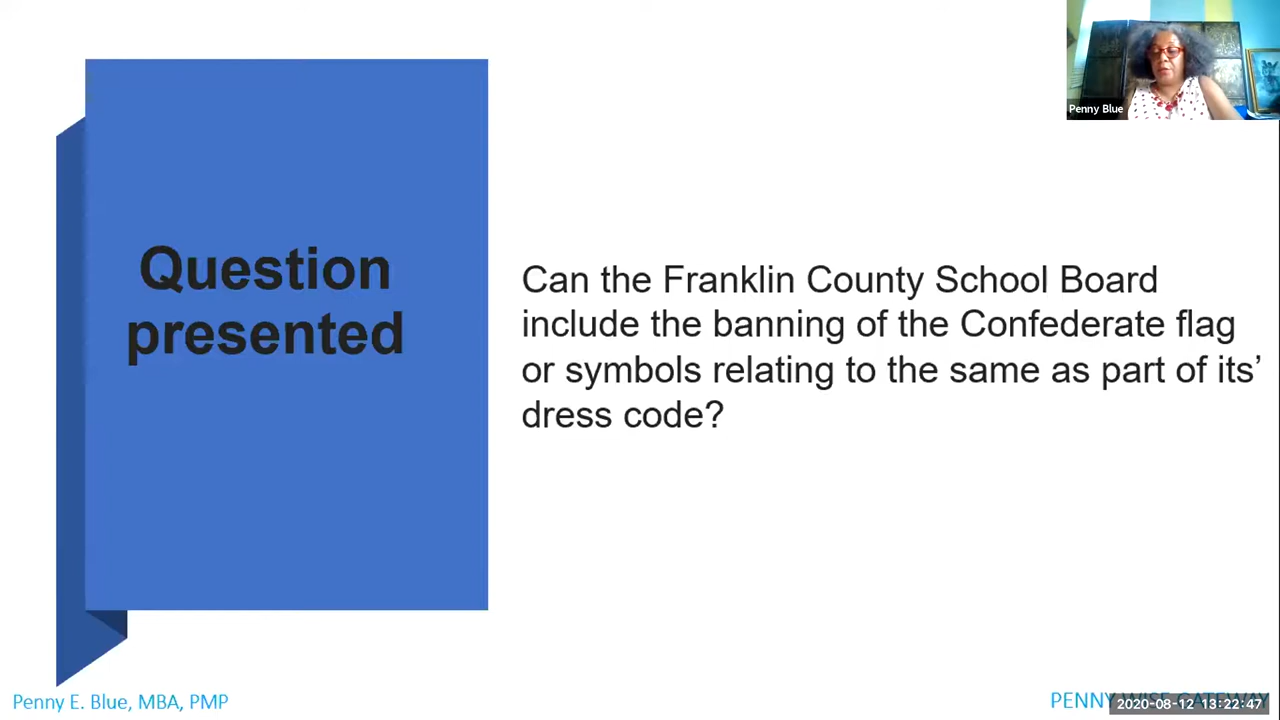 Penny Blue
Question
presented
Can the Franklin County School Board
include the banning of the Confederate flag
or symbols relating to the same as part of its’
dress code?
Penny E. Blue, MBA, PMP
PENNY WISE GATEWAY
2020-08-12 13:22:47